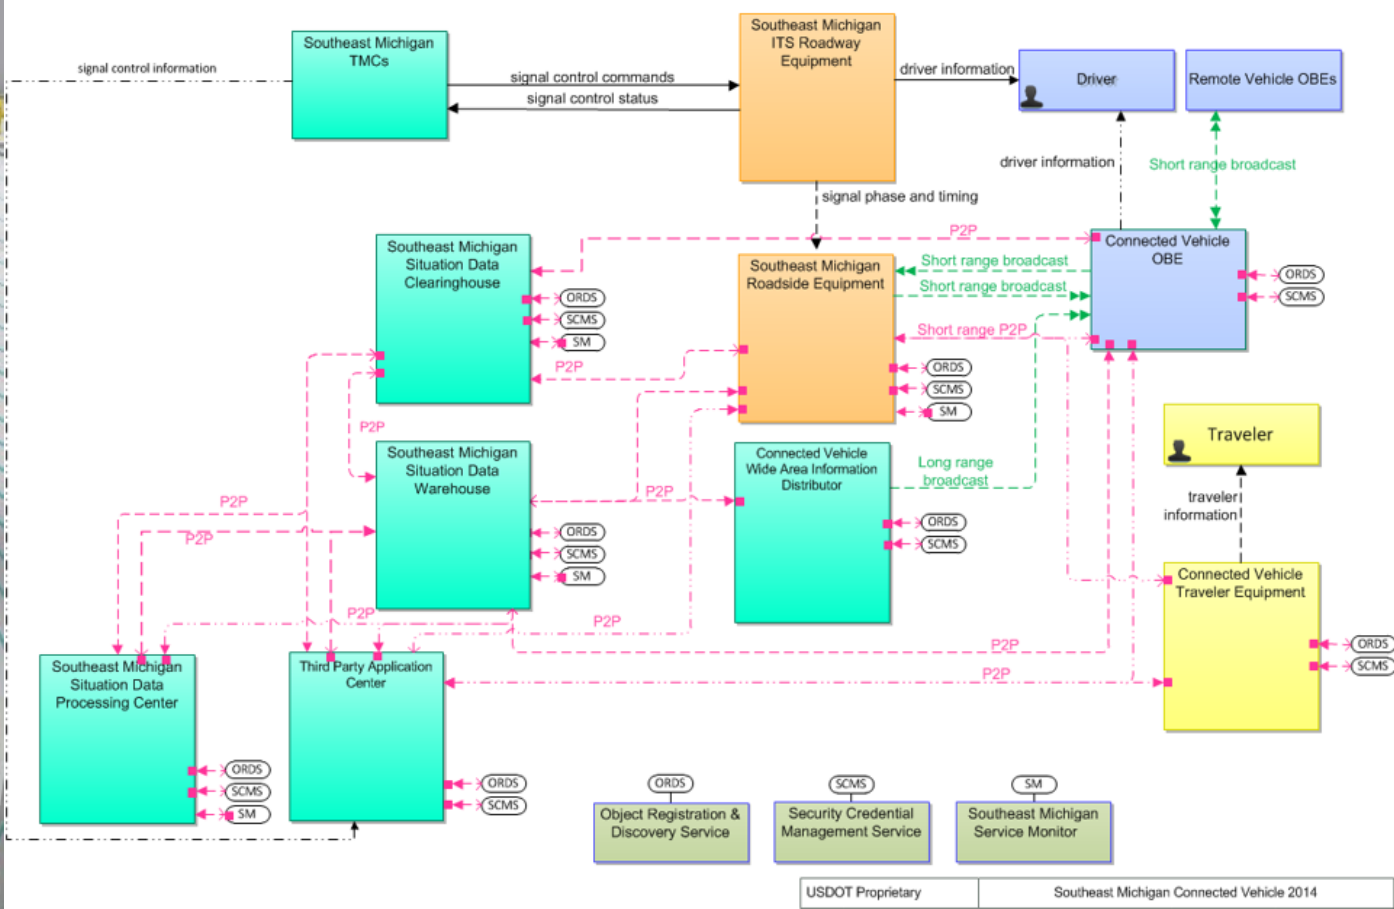 Southeast Michigan
TMCs
Southeast Michigan
ITS Roadway
Equipment
signal control information
signal control commands
signal control status
driver information
Driver
Remote Vehicle OBEs
driver information
Short range broadcast
signal phase and timing
P2P
Southeast Michigan
Situation Data
Clearinghouse
ORDS
SCMS
SM
Southeast Michigan
Roadside Equipment
ORDS
SCMS
SM
Short range broadcast
Short range broadcast
Short range P2P
Connected Vehicle
OBE
ORDS
SCMS
P2P
P2P
Traveler
traveler
information
Southeast Michigan
Situation Data
Warehouse
ORDS
SCMS
SM
P2P
Connected Vehicle
Wide Area Information
Distributor
ORDS
SCMS
Long range
broadcast
P2P
P2P
P2P
P2P
P2P
P2P
Connected Vehicle
Traveler Equipment
ORDS
SCMS
Southeast Michigan
Situation Data
Processing Center
ORDS
SCMS
SM
Third Party Application
Center
ORDS
SCMS
ORDS
Object Registration &
Discovery Service
SCMS
Security Credential
Management Service
SM
Southeast Michigan
Service Monitor
USDOT Proprietary
Southeast Michigan Connected Vehicle 2014